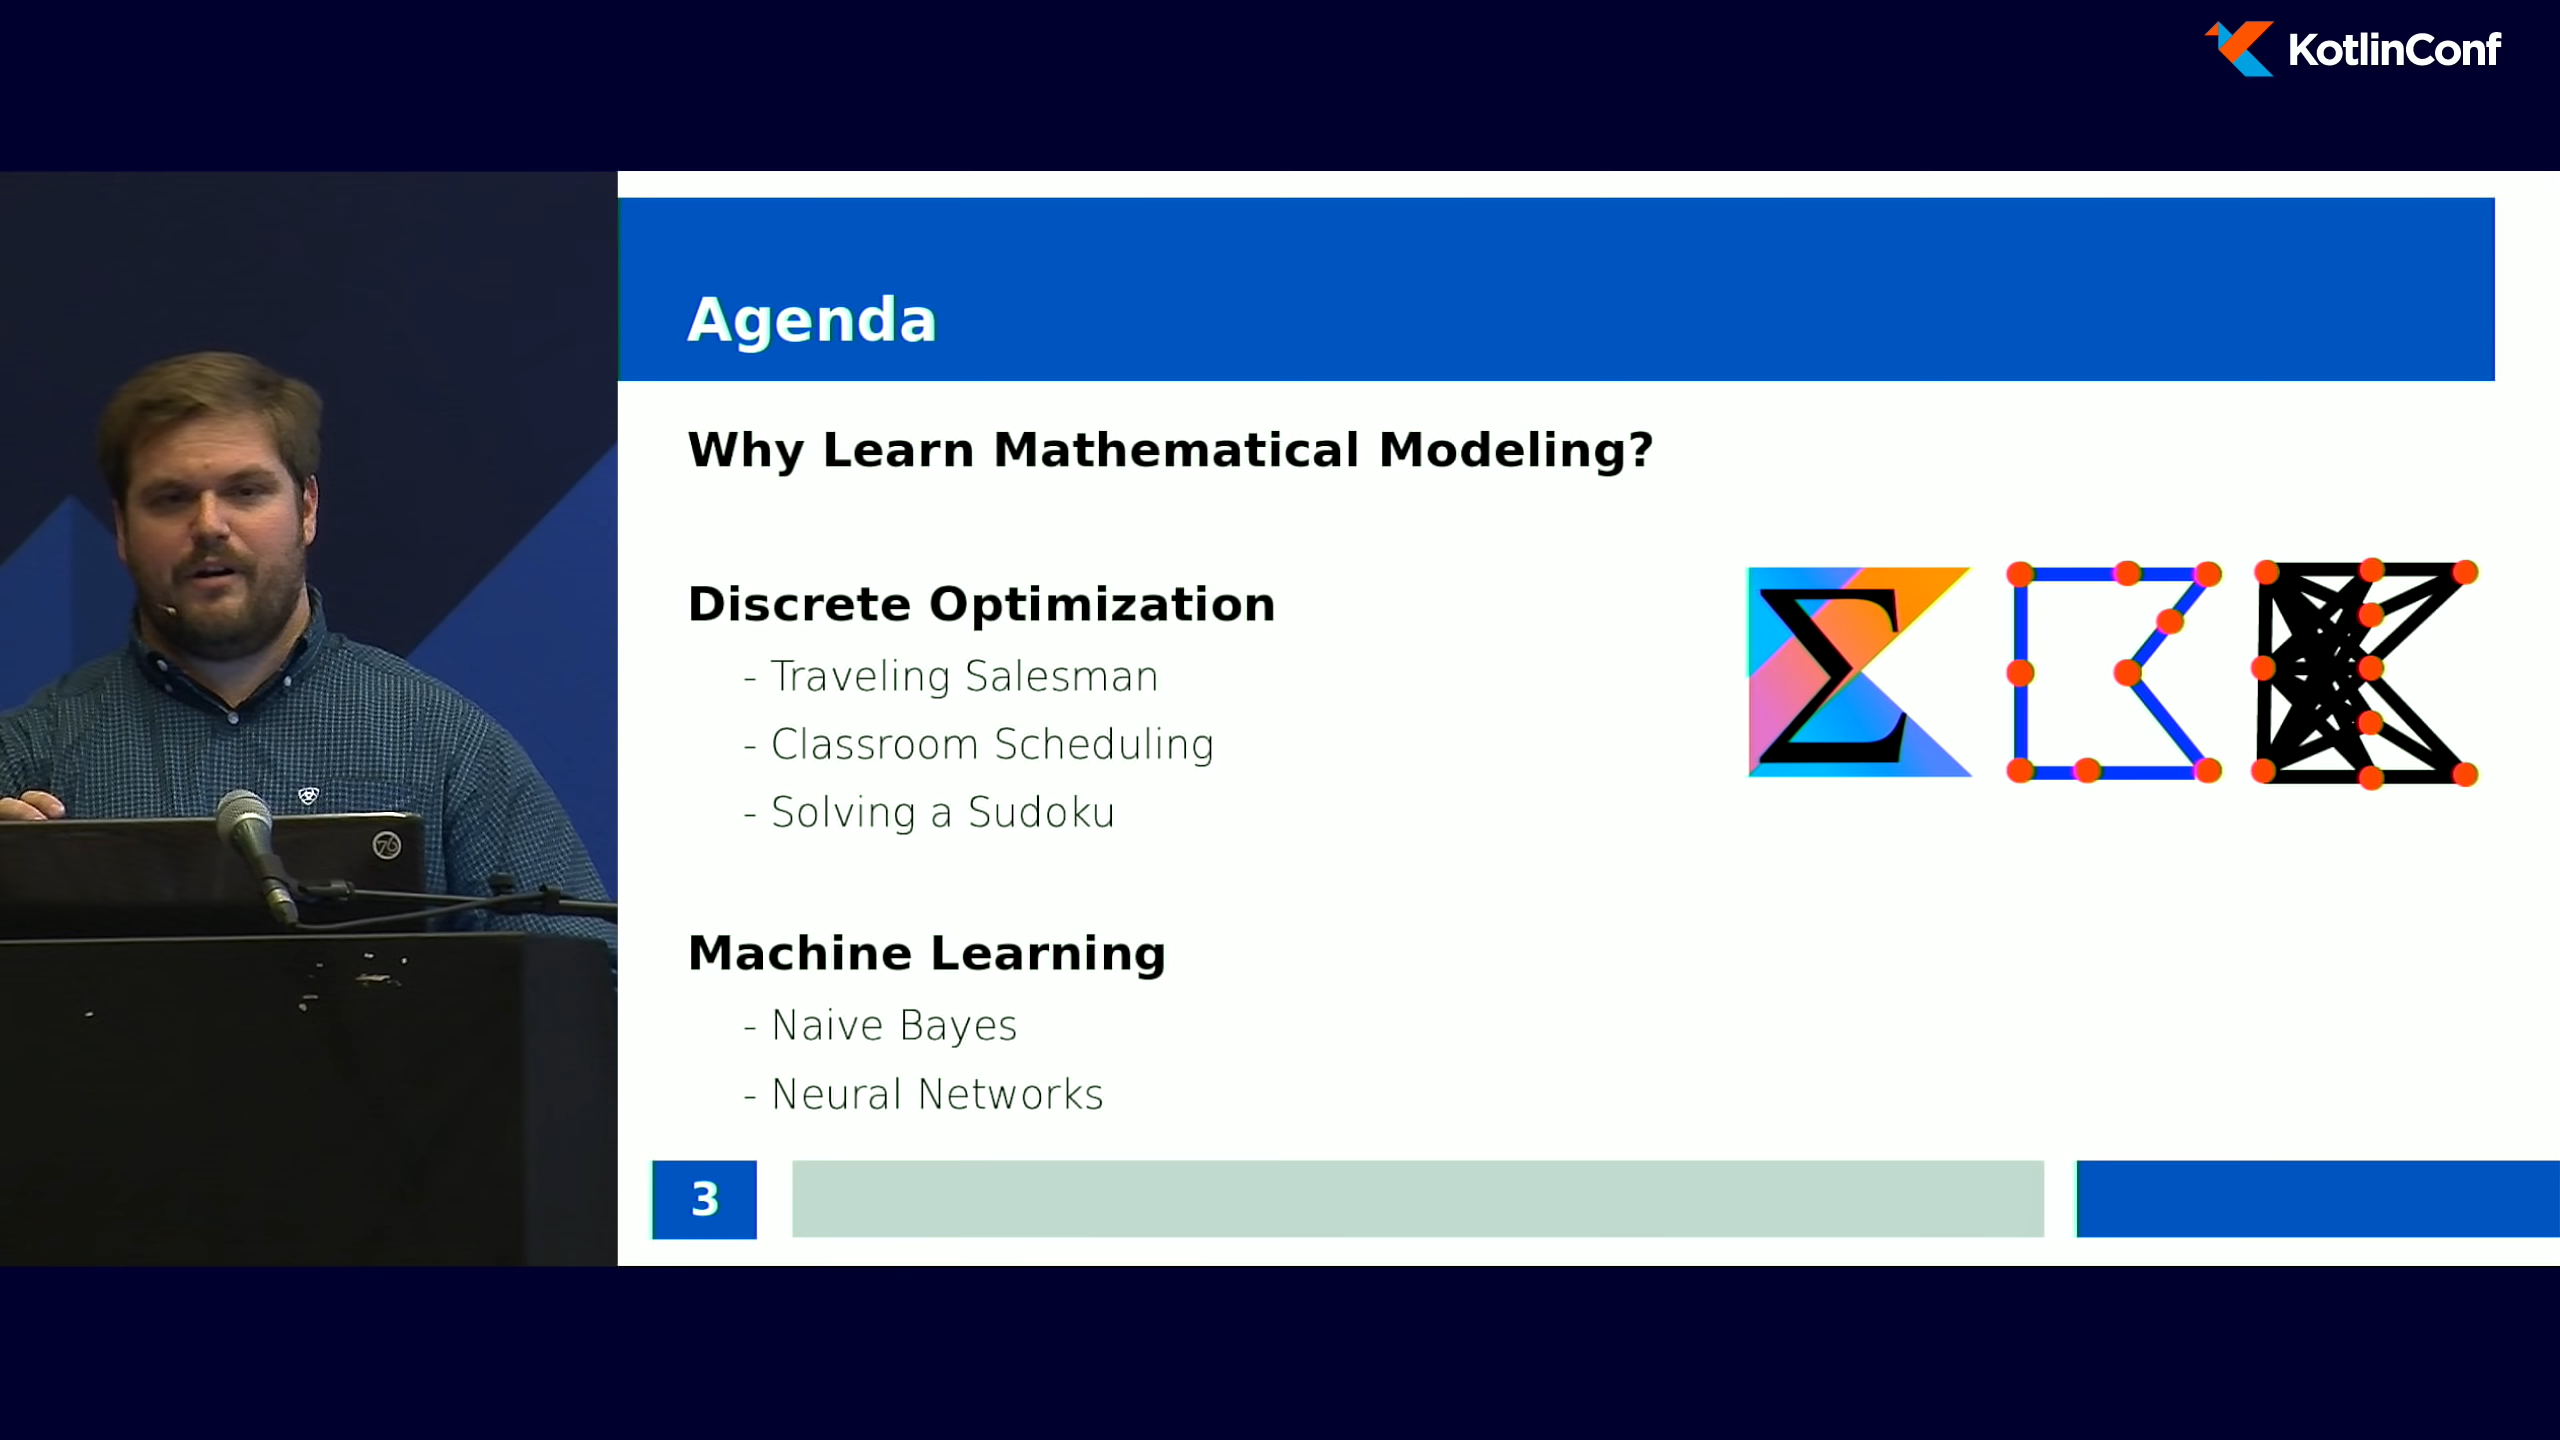 KotlinConf
Agenda
Why Learn Mathematical Modeling?
Discrete Optimization
- Traveling Salesman
- Classroom Scheduling
- Solving a Sudoku
Σ
Machine Learning
- Naive Bayes
- Neural Networks
76
3